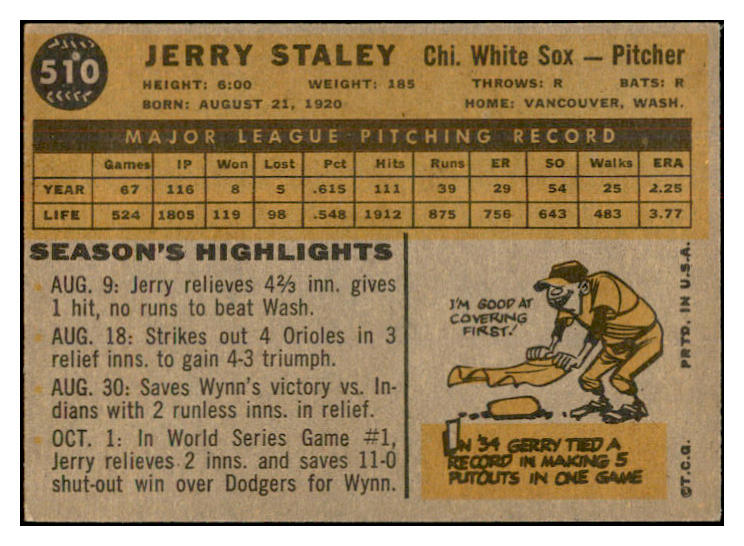 510
JERRY STALEY Chi. White Sox — Pitcher
HEIGHT: 6:00 WEIGHT: 185 THROWS: R BATS: R
BORN: AUGUST 21, 1920 HOME: VANCOUVER, WASH.
MAJOR LEAGUE PITCHING RECORD
Games IP Won Lost Pct Hits Runs ER SO Walks ERA
YEAR 67 116 8 5 .615 111 39 29 54 25 2.25
LIFE 524 1805 119 98 .548 1912 875 756 643 483 3.77
SEASON'S HIGHLIGHTS
AUG. 9: Jerry relieves 4⅔ inn. gives
1 hit, no runs to beat Wash.
AUG. 18: Strikes out 4 Orioles in 3
relief inns. to gain 4-3 triumph.
AUG. 30: Saves Wynn's victory vs. In-
dians with 2 runless inns. in relief.
OCT. 1: In World Series Game #1,
Jerry relieves 2 inns. and saves 11-0
shut-out win over Dodgers for Wynn.
I'M GOOD AT
COVERING
FIRST!
IN '54 GERRY TIED A
RECORD IN MAKING 5
PUTOUTS IN ONE GAME
©T.C.G. PRTD. IN U.S.A.